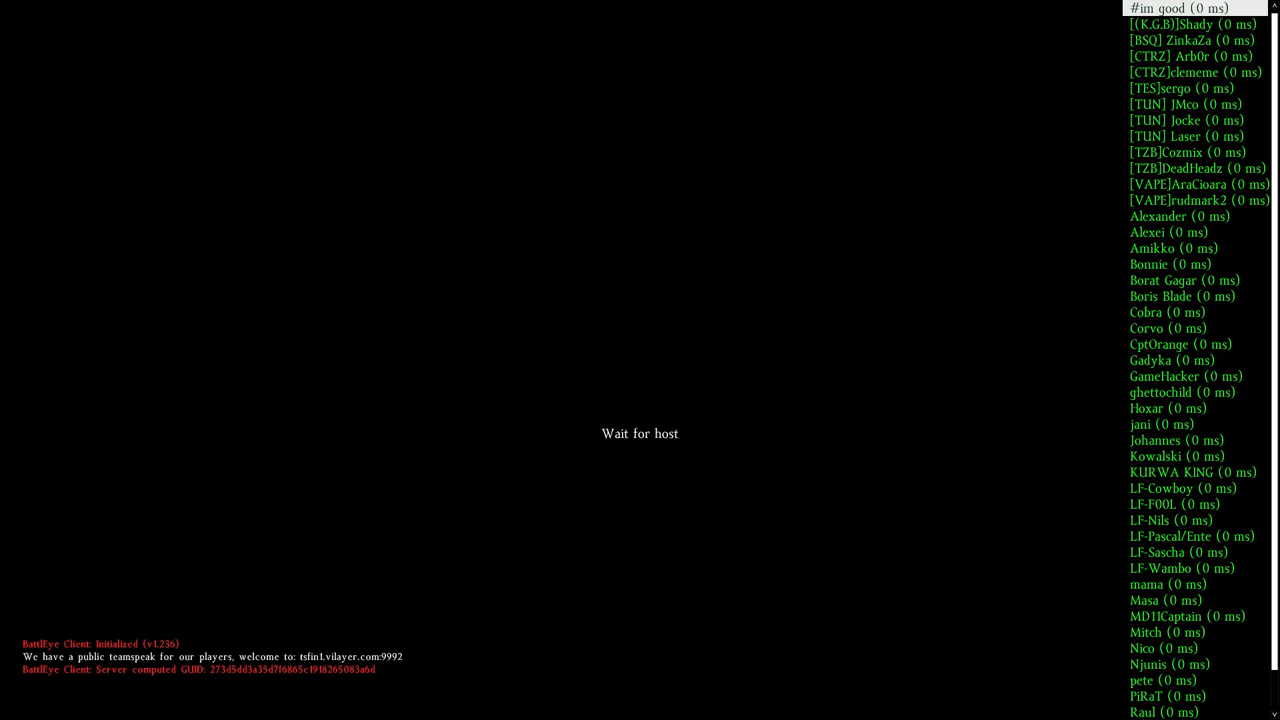 #im good (0 ms)
[(K.G.B)]Shady (0 ms)
[BSQ] ZinkaZa (0 ms)
[CTRZ] Arb0r (0 ms)
[CTRZ]clememe (0 ms)
[TES]sergo (0 ms)
[TUN] JMco (0 ms)
[TUN] Jocke (0 ms)
[TUN] Laser (0 ms)
[TZB]Cozmix (0 ms)
[TZB]DeadHeadz (0 ms)
[VAPE]AraCioara (0 ms)
[VAPE]rudmark2 (0 ms)
Alexander (0 ms)
Alexei (0 ms)
Amikko (0 ms)
Bonnie (0 ms)
Borat Gagar (0 ms)
Boris Blade (0 ms)
Cobra (0 ms)
Corvo (0 ms)
CptOrange (0 ms)
Gadyka (0 ms)
GameHacker (0 ms)
ghettochild (0 ms)
Hoxar (0 ms)
jani (0 ms)
Johannes (0 ms)
Kowalski (0 ms)
KURWA KING (0 ms)
LF-Cowboy (0 ms)
LF-F00L (0 ms)
LF-Nils (0 ms)
LF-Pascal/Ente (0 ms)
LF-Sascha (0 ms)
LF-Wambo (0 ms)
mama (0 ms)
Masa (0 ms)
MD11Captain (0 ms)
Mitch (0 ms)
Nico (0 ms)
Njunis (0 ms)
pete (0 ms)
PiRaT (0 ms)
Raul (0 ms)
Wait for host
BattlEye Client: Initialized (v1.236)
We have a public teamspeak for our players, welcome to: tsfin1.vilayer.com:9992
BattlEye Client: Server computed GUID: 273d5dd3a35d7f6865c1918265083a6d